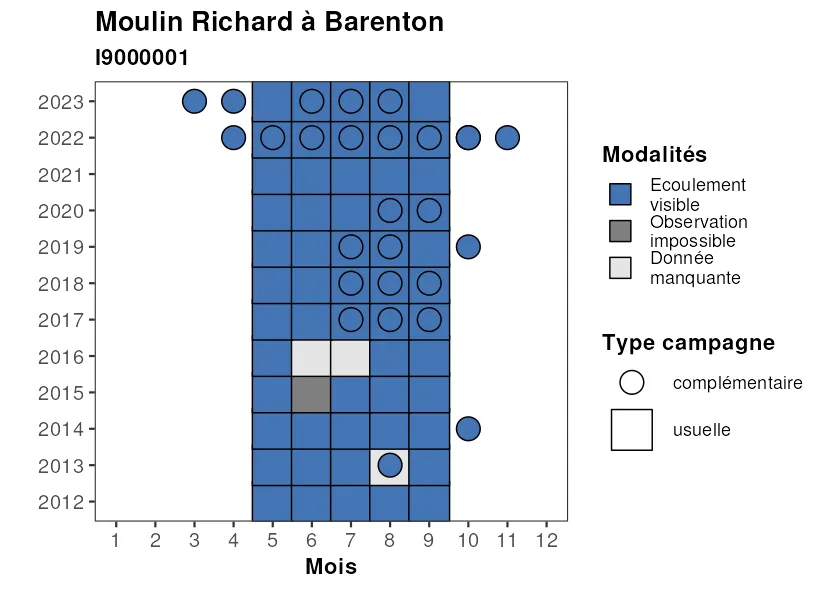 Moulin Richard à Barenton
I9000001
2023
2022
2021
2020
2019
2018
2017
2016
2015
2014
2013
2012
1 2 3 4 5 6 7 8 9 10 11 12
Mois
Modalités
Ecoulement
visible
Observation
impossible
Donnée
manquante
Type campagne
complémentaire
usuelle